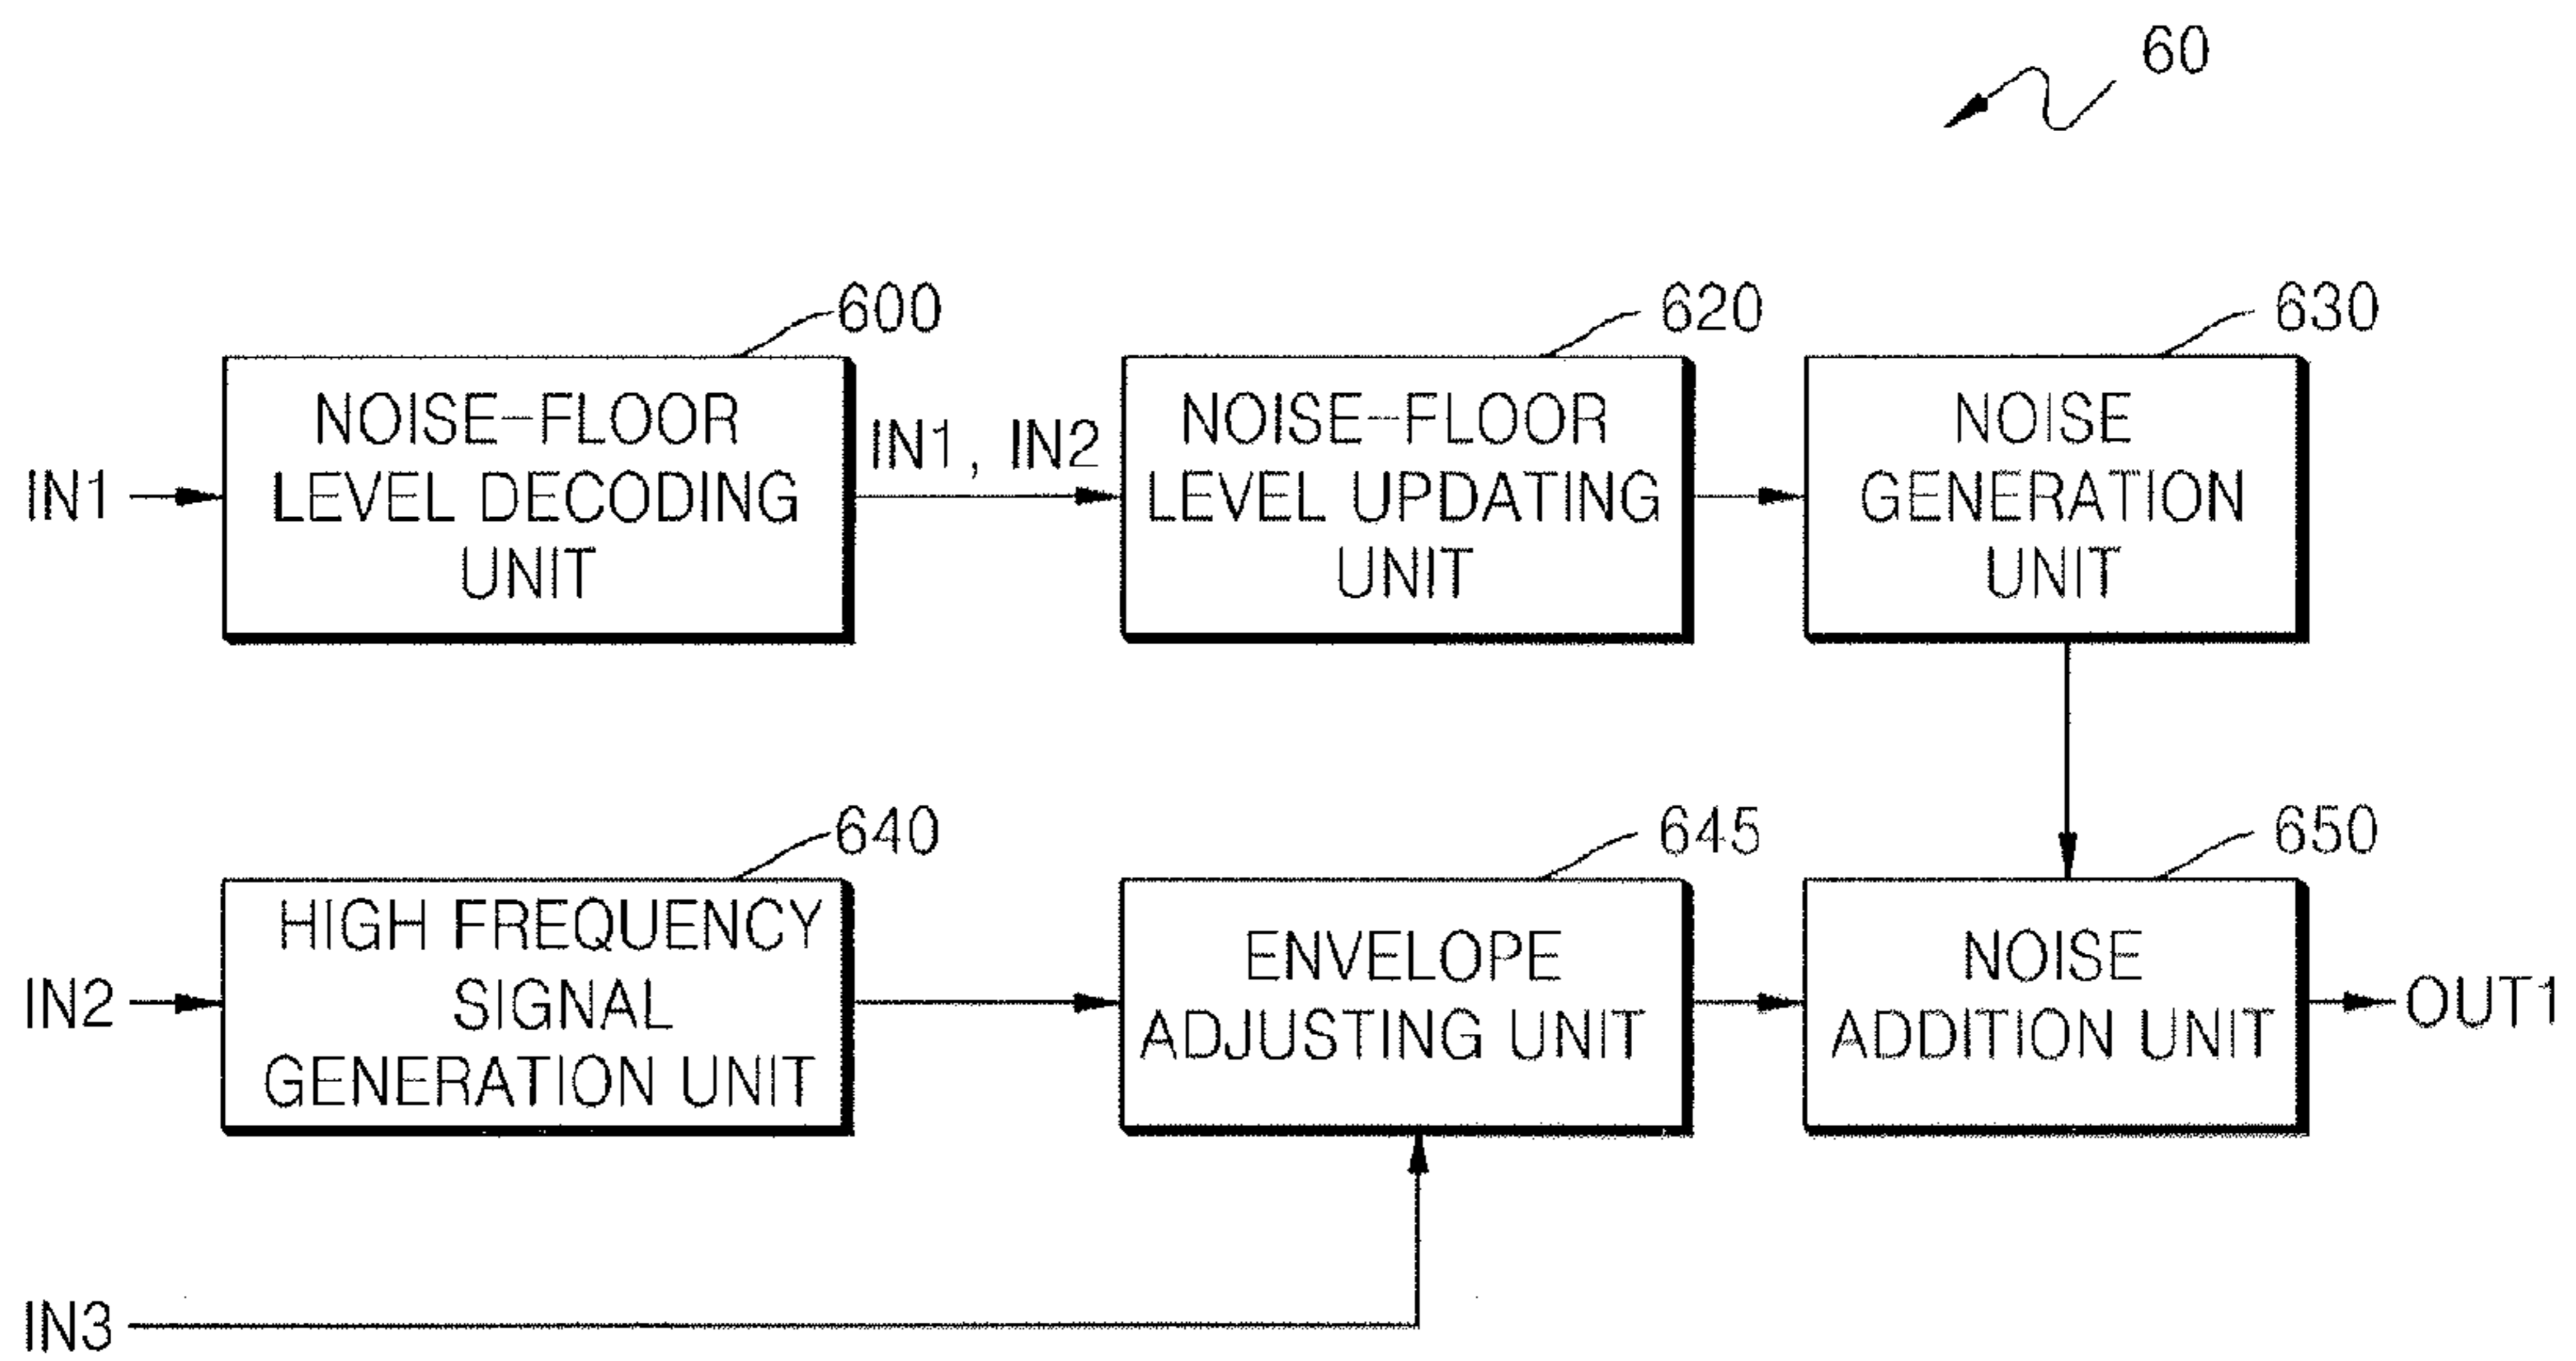 60
600
620
630
NOISE-FLOOR
LEVEL DECODING
UNIT
IN1, IN2
NOISE-FLOOR
LEVEL UPDATING
UNIT
NOISE
GENERATION
UNIT
IN1
640
645
650
HIGH FREQUENCY
SIGNAL
GENERATION UNIT
ENVELOPE
ADJUSTING UNIT
NOISE
ADDITION UNIT
IN2
OUT1
IN3